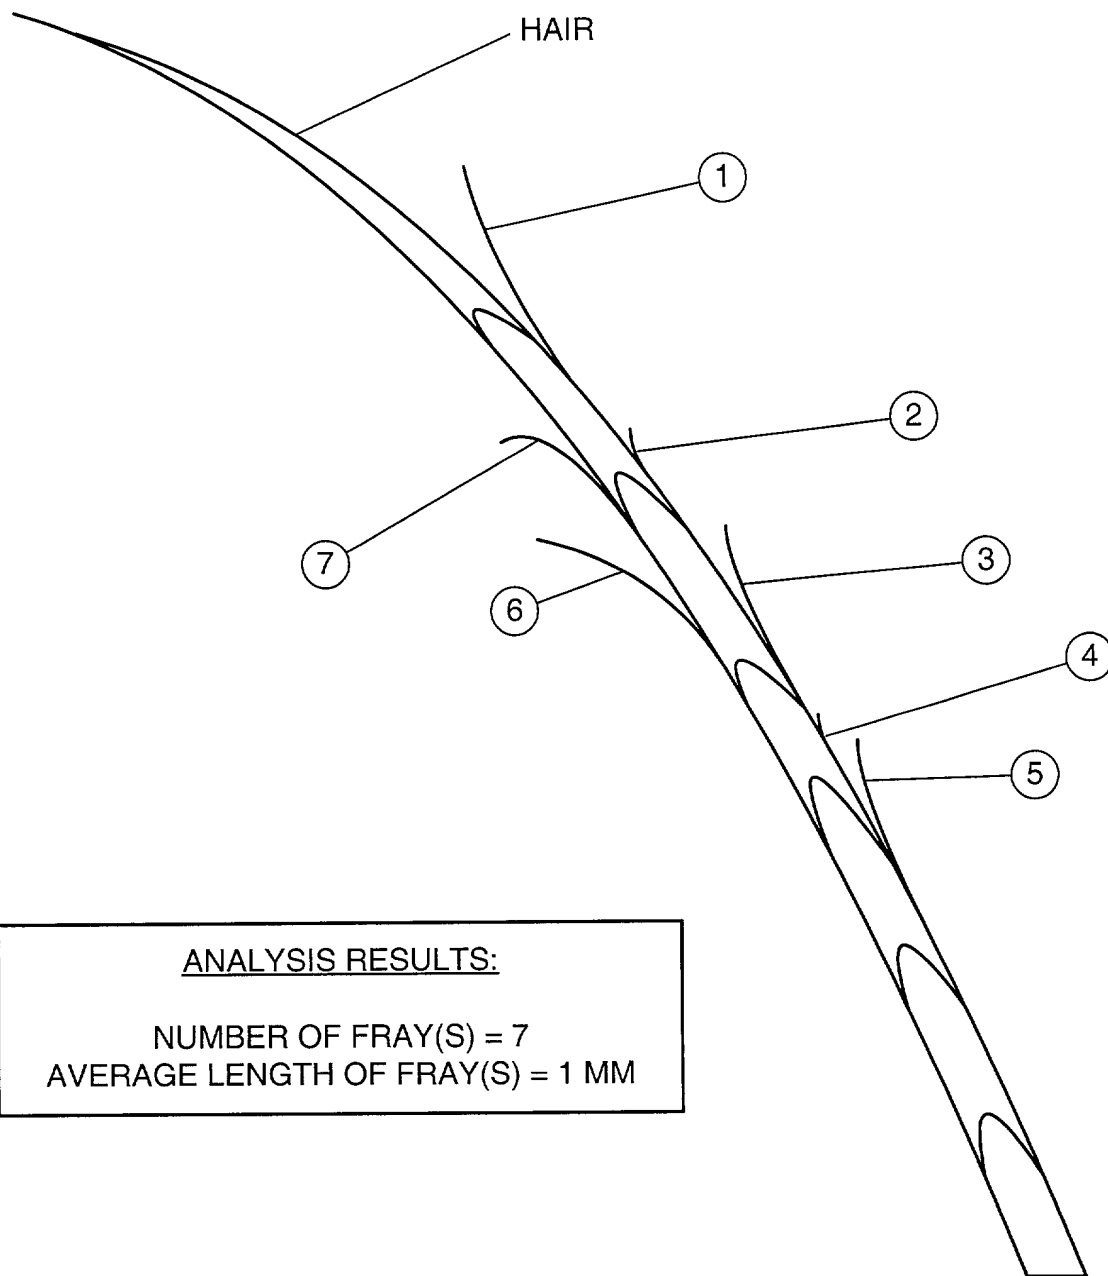 HAIR
1
2
3
4
5
6
7
ANALYSIS RESULTS:
NUMBER OF FRAY(S) = 7
AVERAGE LENGTH OF FRAY(S) = 1 MM